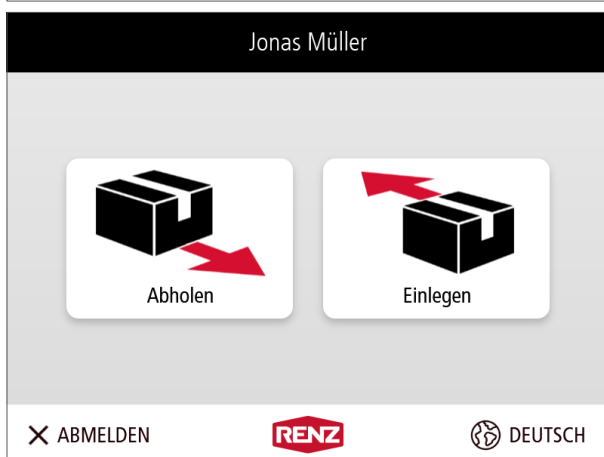 Jonas Müller
Abholen
Einlegen
ABMELDEN
RENZ
DEUTSCH